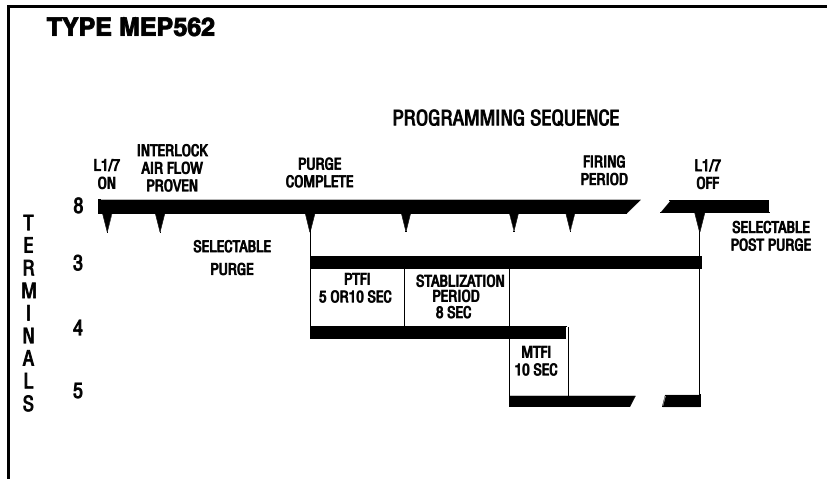 TYPE MEP562
PROGRAMMING SEQUENCE
L1/7
ON
INTERLOCK
AIR FLOW
PROVEN
PURGE
COMPLETE
FIRING
PERIOD
L1/7
OFF
8
SELECTABLE
POST PURGE
SELECTABLE
PURGE
3
PTFI
5 OR10 SEC
STABLIZATION
PERIOD
8 SEC
4
MTFI
10 SEC
5
TERMINALS